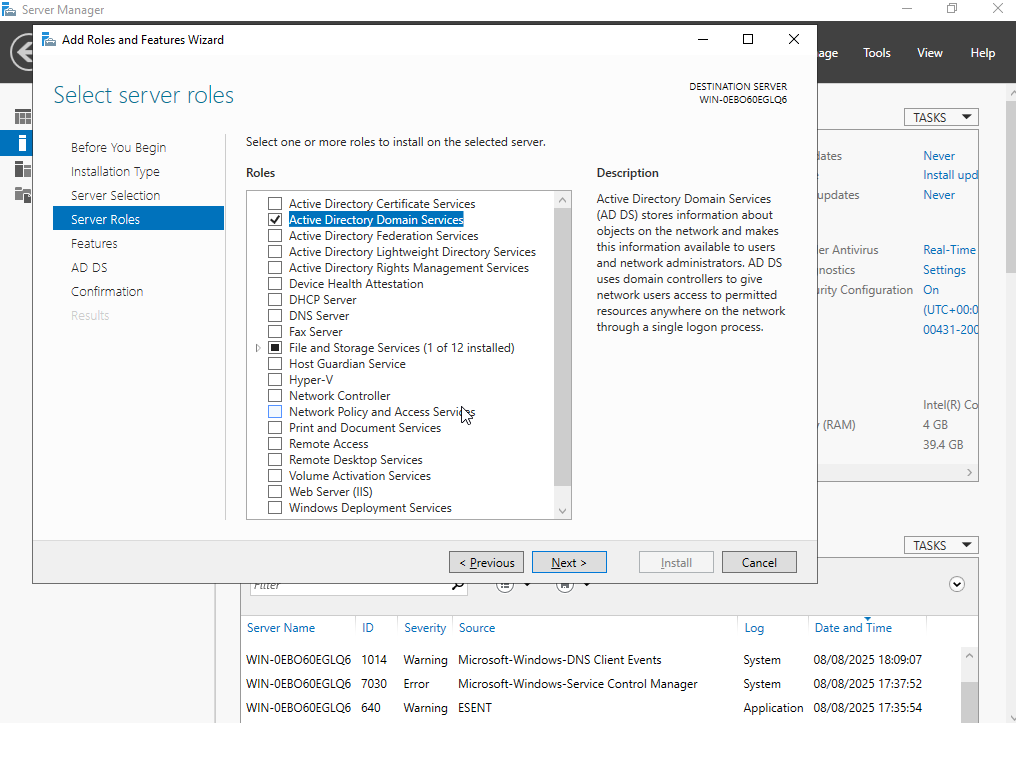 Server Manager
Add Roles and Features Wizard
age Tools View Help
Select server roles
DESTINATION SERVER
WIN-0EBO60EGLQ6
Before You Begin
Installation Type
Server Selection
Server Roles
Features
AD DS
Confirmation
Results
Select one or more roles to install on the selected server.
Roles
Active Directory Certificate Services
Active Directory Domain Services
Active Directory Federation Services
Active Directory Lightweight Directory Services
Active Directory Rights Management Services
Device Health Attestation
DHCP Server
DNS Server
Fax Server
File and Storage Services (1 of 12 installed)
Host Guardian Service
Hyper-V
Network Controller
Network Policy and Access Services
Print and Document Services
Remote Access
Remote Desktop Services
Volume Activation Services
Web Server (IIS)
Windows Deployment Services
Description
Active Directory Domain Services
(AD DS) stores information about
objects on the network and makes
this information available to users
and network administrators. AD DS
uses domain controllers to give
network users access to permitted
resources anywhere on the network
through a single logon process.
< Previous Next > Install Cancel
TASKS
dates Never
Install upd
updates Never
er Antivirus Real-Time
nostics Settings
urity Configuration On
(UTC+00:0
00431-200
Intel(R) Co
y (RAM) 4 GB
39.4 GB
TASKS
Filter
Server Name ID Severity Source Log Date and Time
WIN-0EBO60EGLQ6 1014 Warning Microsoft-Windows-DNS Client Events System 08/08/2025 18:09:07
WIN-0EBO60EGLQ6 7030 Error Microsoft-Windows-Service Control Manager System 08/08/2025 17:37:52
WIN-0EBO60EGLQ6 640 Warning ESENT Application 08/08/2025 17:35:54